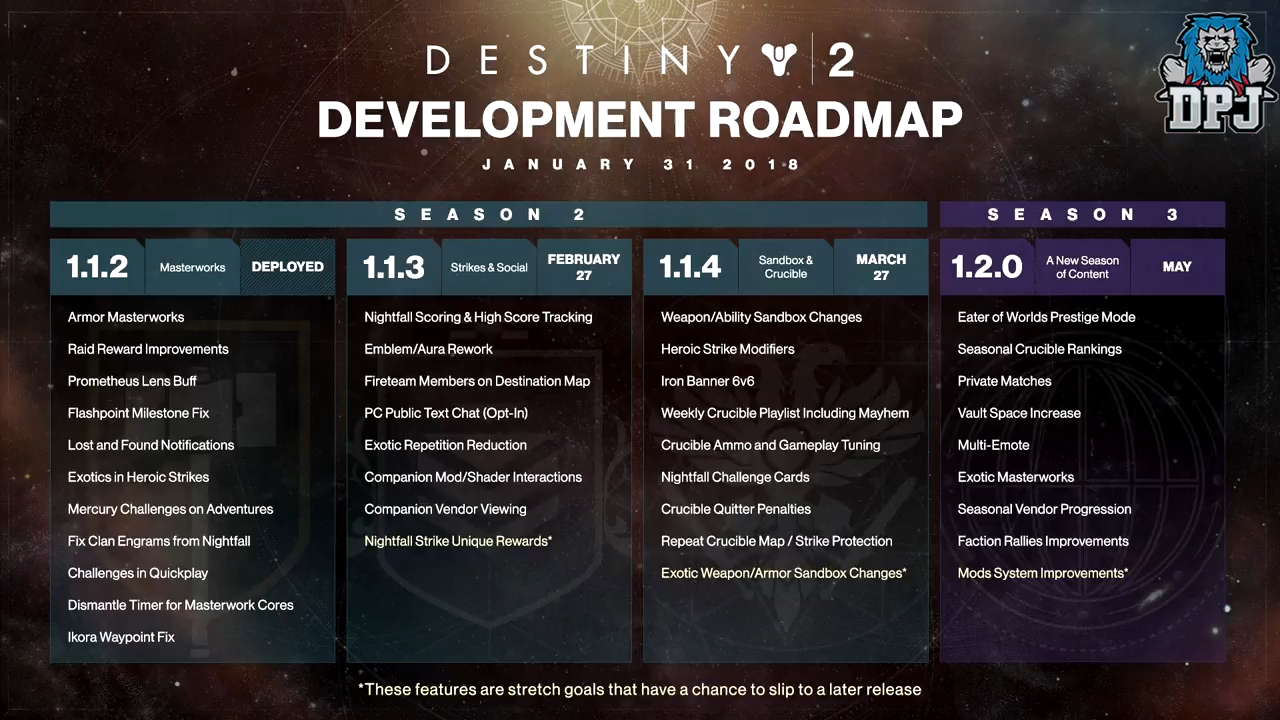 DESTINY 2
DEVELOPMENT ROADMAP
JANUARY 31 2018
DPJ
SEASON 2
1.1.2 Masterworks DEPLOYED
Armor Masterworks
Raid Reward Improvements
Prometheus Lens Buff
Flashpoint Milestone Fix
Lost and Found Notifications
Exotics in Heroic Strikes
Mercury Challenges on Adventures
Fix Clan Engrams from Nightfall
Challenges in Quickplay
Dismantle Timer for Masterwork Cores
Ikora Waypoint Fix
1.1.3 Strikes & Social FEBRUARY
27
Nightfall Scoring & High Score Tracking
Emblem/Aura Rework
Fireteam Members on Destination Map
PC Public Text Chat (Opt-In)
Exotic Repetition Reduction
Companion Mod/Shader Interactions
Companion Vendor Viewing
Nightfall Strike Unique Rewards*
1.1.4 Sandbox &
Crucible
MARCH
27
Weapon/Ability Sandbox Changes
Heroic Strike Modifiers
Iron Banner 6v6
Weekly Crucible Playlist Including Mayhem
Crucible Ammo and Gameplay Tuning
Nightfall Challenge Cards
Crucible Quitter Penalties
Repeat Crucible Map / Strike Protection
Exotic Weapon/Armor Sandbox Changes*
SEASON 3
1.2.0 A New Season
of Content
MAY
Eater of Worlds Prestige Mode
Seasonal Crucible Rankings
Private Matches
Vault Space Increase
Multi-Emote
Exotic Masterworks
Seasonal Vendor Progression
Faction Rallies Improvements
Mods System Improvements*
*These features are stretch goals that have a chance to slip to a later release